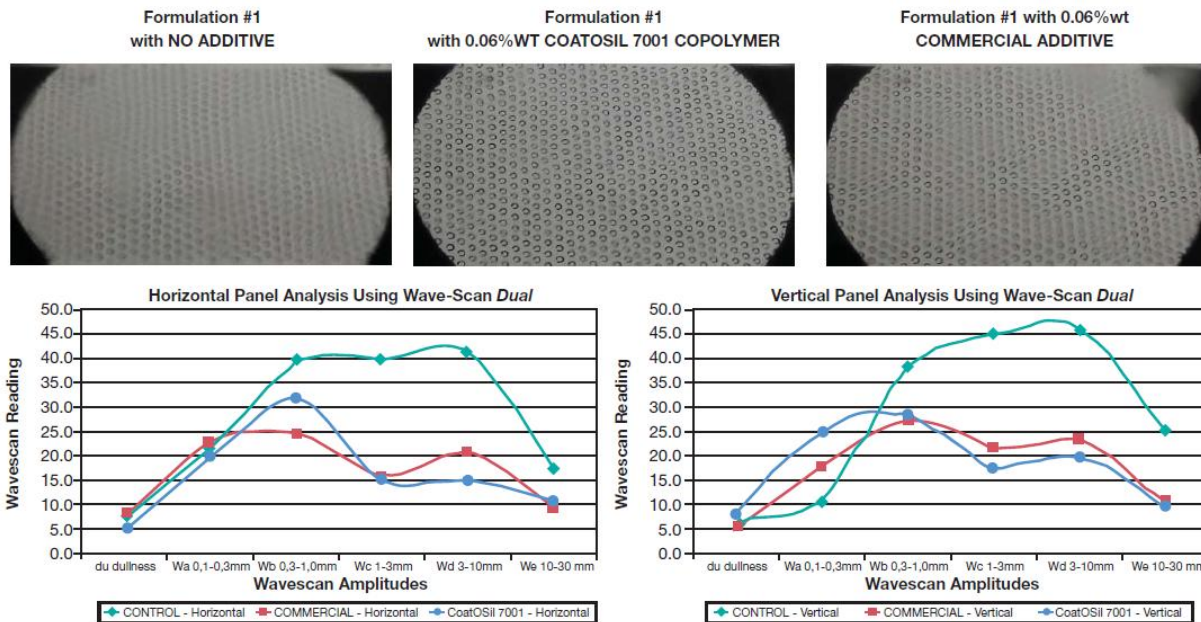 Formulation #1
with NO ADDITIVE
Formulation #1
with 0.06%WT COATOSIL 7001 COPOLYMER
Formulation #1 with 0.06%wt
COMMERCIAL ADDITIVE
Horizontal Panel Analysis Using Wave-Scan Dual
Wavescan Reading
50.0
45.0
40.0
35.0
30.0
25.0
20.0
15.0
10.0
5.0
0.0
du dullness Wa 0,1-0,3mm Wb 0,3-1,0mm Wc 1-3mm Wd 3-10mm We 10-30 mm
Wavescan Amplitudes
CONTROL - Horizontal COMMERCIAL - Horizontal CoatOSil 7001 - Horizontal
Vertical Panel Analysis Using Wave-Scan Dual
Wavescan Reading
50.0
45.0
40.0
35.0
30.0
25.0
20.0
15.0
10.0
5.0
0.0
du dullness Wa 0,1-0,3mm Wb 0,3-1,0mm Wc 1-3mm Wd 3-10mm We 10-30 mm
Wavescan Amplitudes
CONTROL - Vertical COMMERCIAL - Vertical CoatOSil 7001 - Vertical